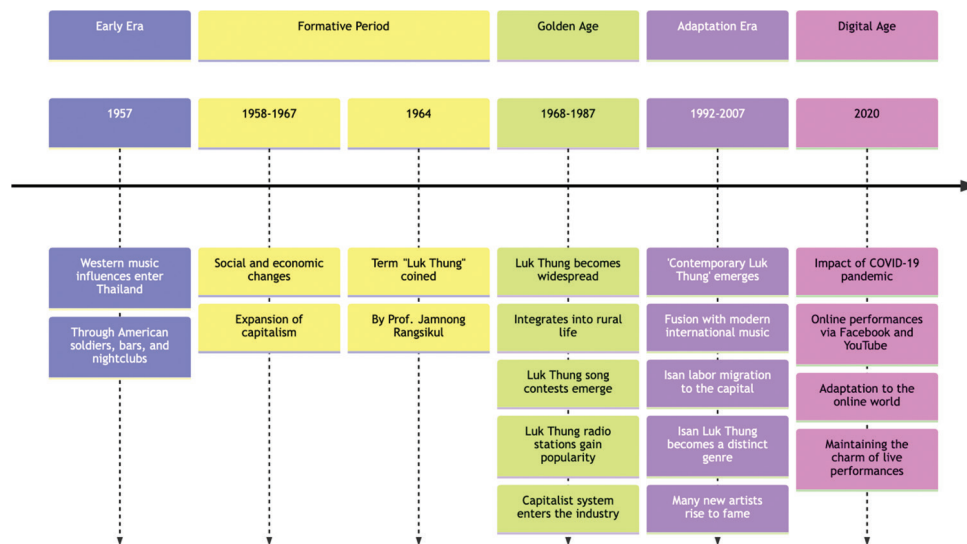 Early Era
Formative Period
Golden Age
Adaptation Era
Digital Age
1957
1958-1967
1964
1968-1987
1992-2007
2020
Western music
influences enter
Thailand
Through American
soldiers, bars, and
nightclubs
Social and economic
changes
Expansion of
capitalism
Term "Luk Thung"
coined
By Prof. Jamnong
Rangsikul
Luk Thung becomes
widespread
Integrates into rural
life
Luk Thung song
contests emerge
Luk Thung radio
stations gain
popularity
Capitalist system
enters the industry
'Contemporary Luk
Thung' emerges
Fusion with modern
international music
Isan labor migration
to the capital
Isan Luk Thung
becomes a distinct
genre
Many new artists
rise to fame
Impact of COVID-19
pandemic
Online performances
via Facebook and
YouTube
Adaptation to the
online world
Maintaining the
charm of live
performances